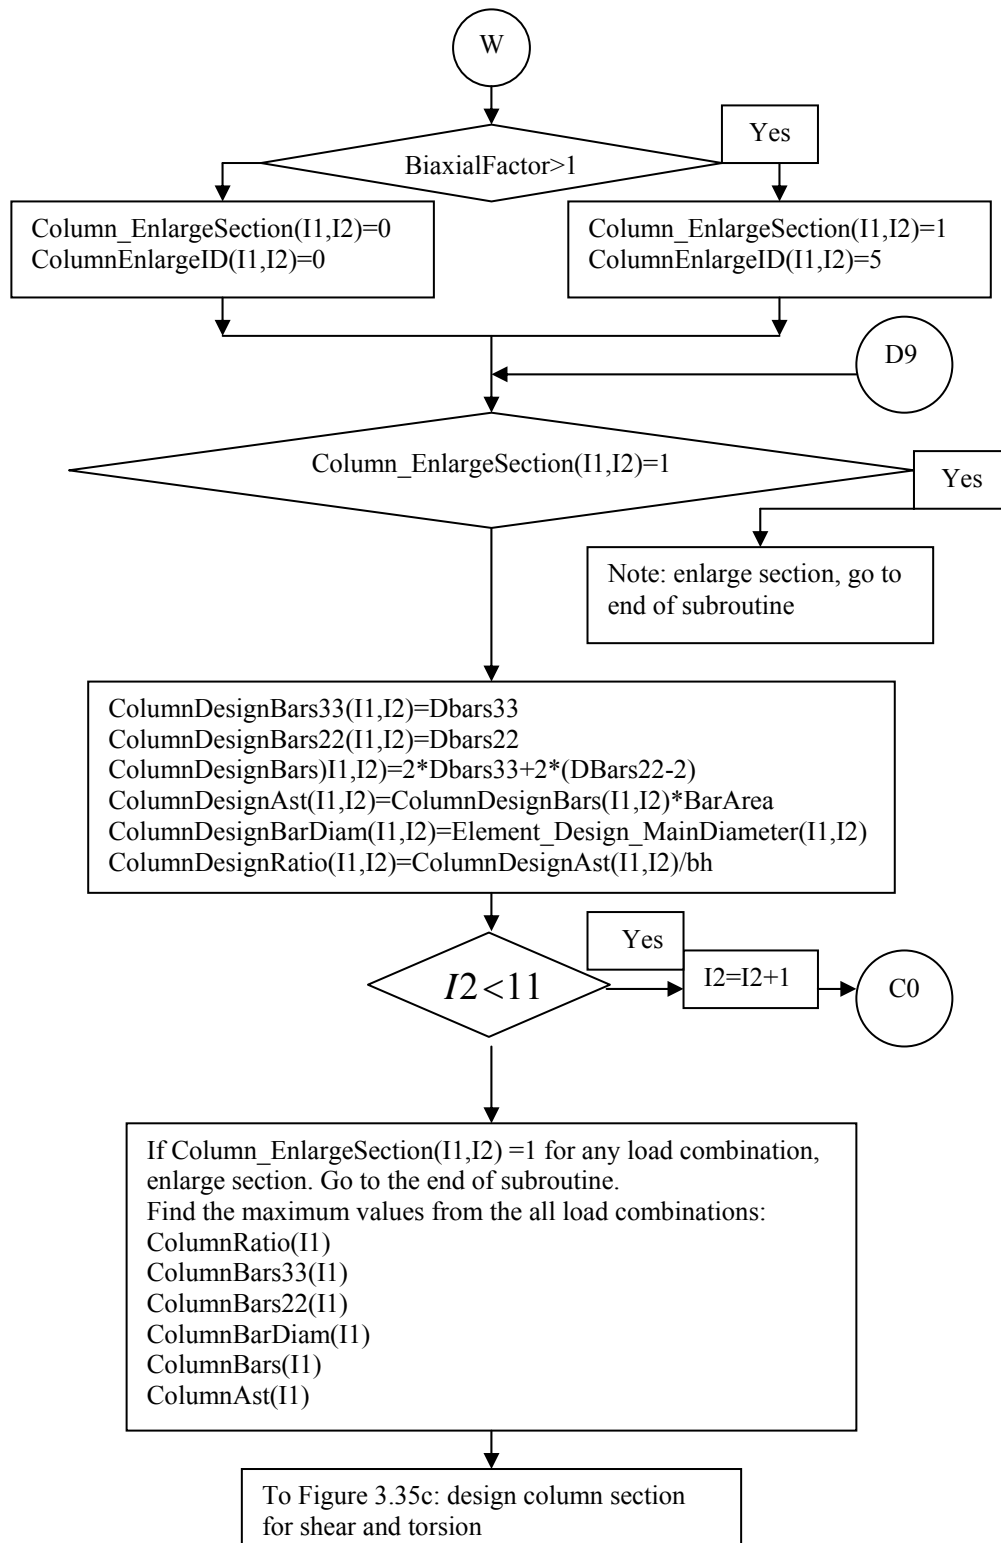 W
Yes
BiaxialFactor>1
Column_EnlargeSection(I1,I2)=0
ColumnEnlargeID(I1,I2)=0
Column_EnlargeSection(I1,I2)=1
ColumnEnlargeID(I1,I2)=5
D9
Column_EnlargeSection(I1,I2)=1
Yes
Note: enlarge section, go to
end of subroutine
ColumnDesignBars33(I1,I2)=Dbars33
ColumnDesignBars22(I1,I2)=Dbars22
ColumnDesignBars)I1,I2)=2*Dbars33+2*(DBars22-2)
ColumnDesignAst(I1,I2)=ColumnDesignBars(I1,I2)*BarArea
ColumnDesignBarDiam(I1,I2)=Element_Design_MainDiameter(I1,I2)
ColumnDesignRatio(I1,I2)=ColumnDesignAst(I1,I2)/bh
Yes
I2<11
I2=I2+1
C0
If Column_EnlargeSection(I1,I2) =1 for any load combination,
enlarge section. Go to the end of subroutine.
Find the maximum values from the all load combinations:
ColumnRatio(I1)
ColumnBars33(I1)
ColumnBars22(I1)
ColumnBarDiam(I1)
ColumnBars(I1)
ColumnAst(I1)
To Figure 3.35c: design column section
for shear and torsion